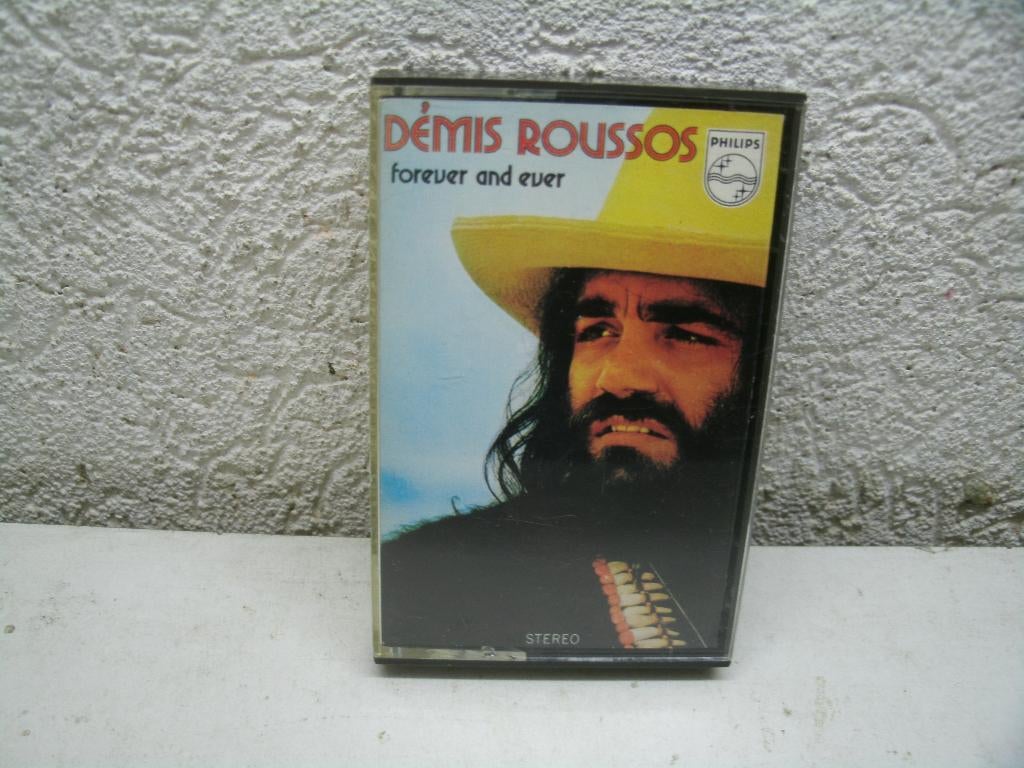 DÉMIS ROUSSOS
forever and ever
PHILIPS
STEREO